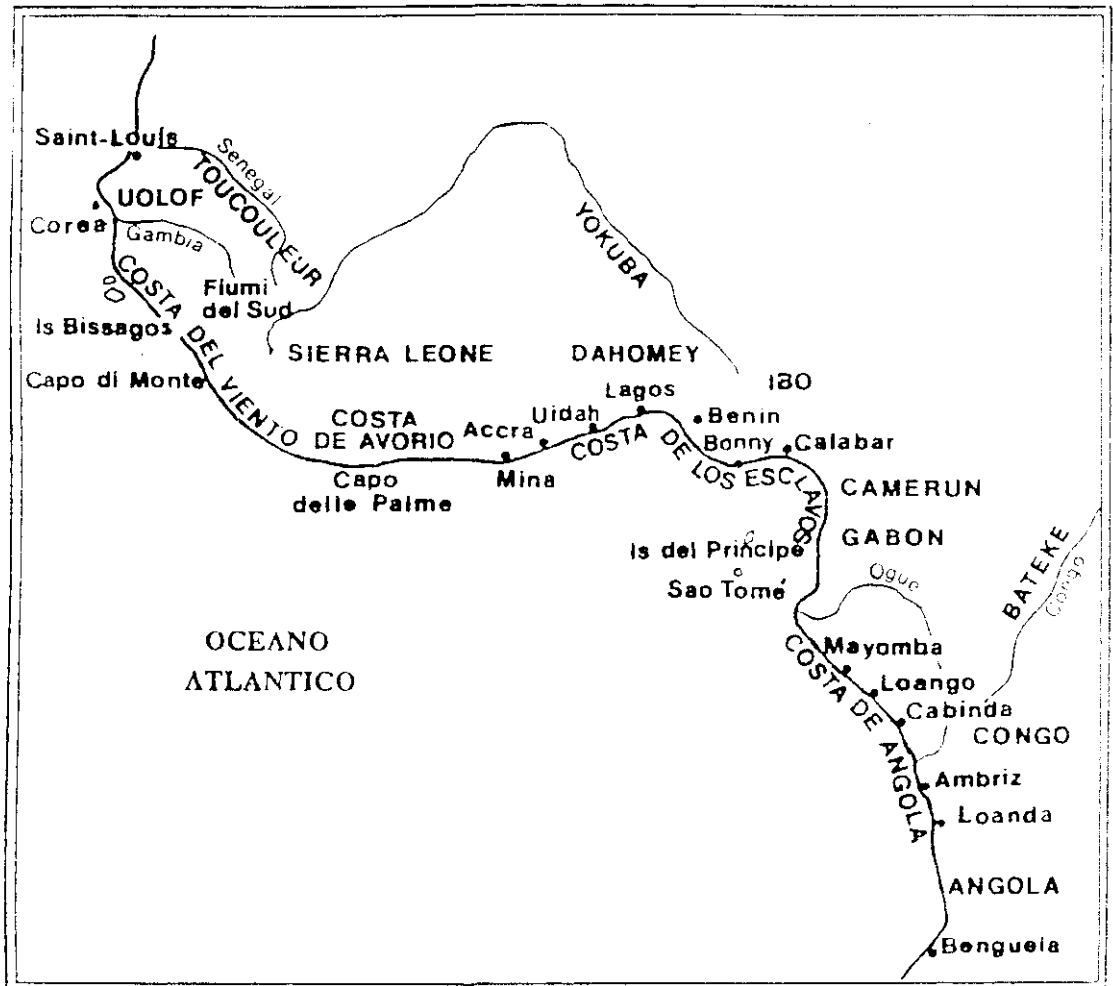 Saint-Louis
Senegal
TOUCOULEUR
UOLOF
Corea
Gambia
COSTA DEL VIENTO
Fiumi
del Sud
Is Bissagos
YOKUBA
SIERRA LEONE
DAHOMEY
IBO
Capo di Monte
Lagos
COSTA
DE AVORIO
Accra
Uidah
Benin
COSTA DE LOS ESCLAVOS
Bonny
Calabar
Capo
delle Palme
Mina
CAMERUN
GABON
Is del Principe
Sao Tomé
Ogue
BATEKE
Congo
OCEANO
ATLANTICO
Mayomba
COSTA DE ANGOLA
Loango
Cabinda
CONGO
Ambriz
Loanda
ANGOLA
Benguela